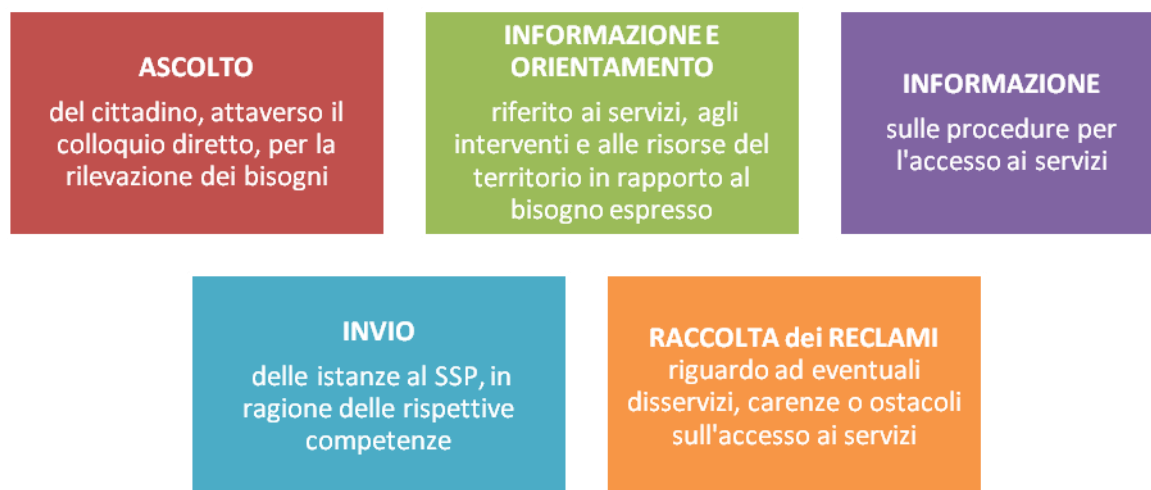 ASCOLTO
del cittadino, attaverso il
colloquio diretto, per la
rilevazione dei bisogni
INFORMAZIONE E
ORIENTAMENTO
riferito ai servizi, agli
interventi e alle risorse del
territorio in rapporto al
bisogno espresso
INFORMAZIONE
sulle procedure per
l'accesso ai servizi
INVIO
delle istanze al SSP, in
ragione delle rispettive
competenze
RACCOLTA dei RECLAMI
riguardo ad eventuali
disservizi, carenze o ostacoli
sull'accesso ai servizi